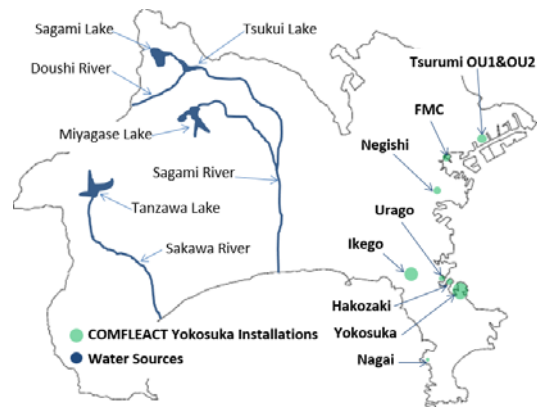 Sagami Lake
Tsukui Lake
Doushi River
Tsurumi OU1&OU2
FMC
Miyagase Lake
Negishi
Sagami River
Tanzawa Lake
Urago
Ikego
Sakawa River
Hakozaki
COMFLEACT Yokosuka Installations
Yokosuka
Water Sources
Nagai